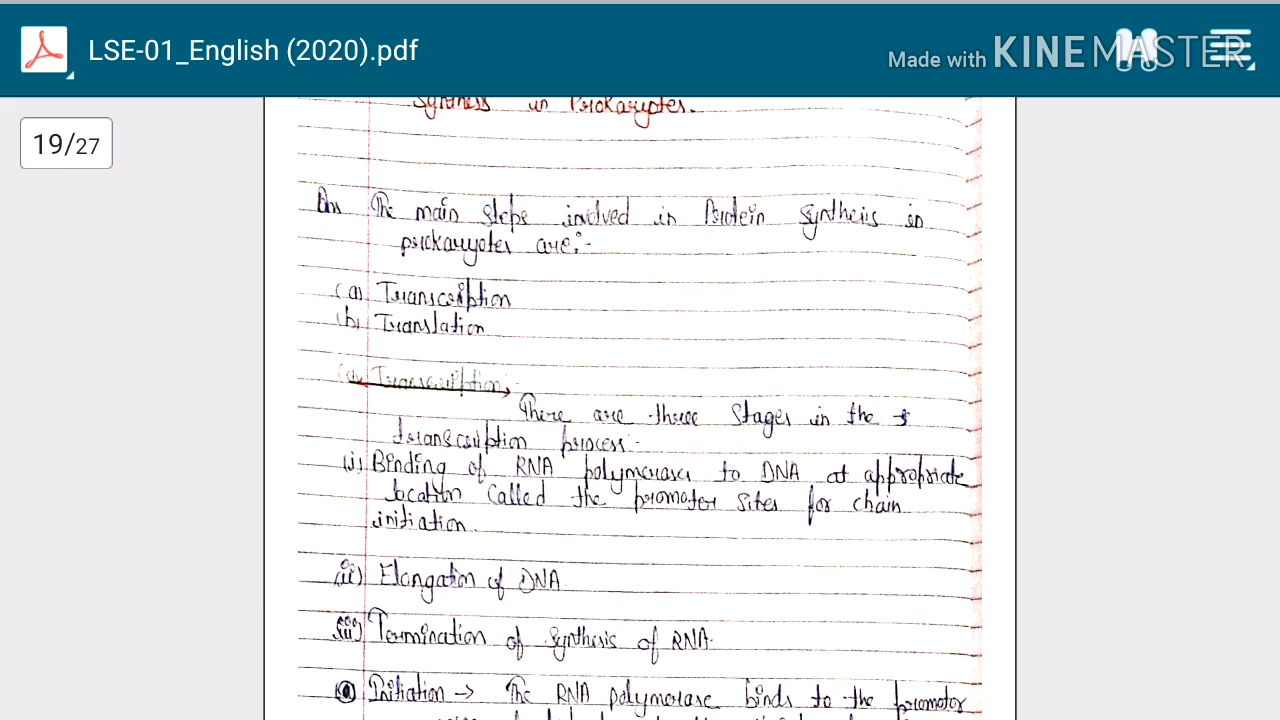 LSE-01_English (2020).pdf
Made with KINEMASTER
19/27
Synthesis in Prokaryotes.
Ans The main steps involved in Protein synthesis in
prokaryotes are:-
(a) Transcription
(b) Translation
(a) Transcription:-
There are three stages in the
transcription process:-
(i) Binding of RNA polymerases to DNA at appropriate
location called the promoter sites for chain
initiation.
(ii) Elongation of DNA
(iii) Termination of synthesis of RNA.
Initiation → The RNA polymerase binds to the promotor